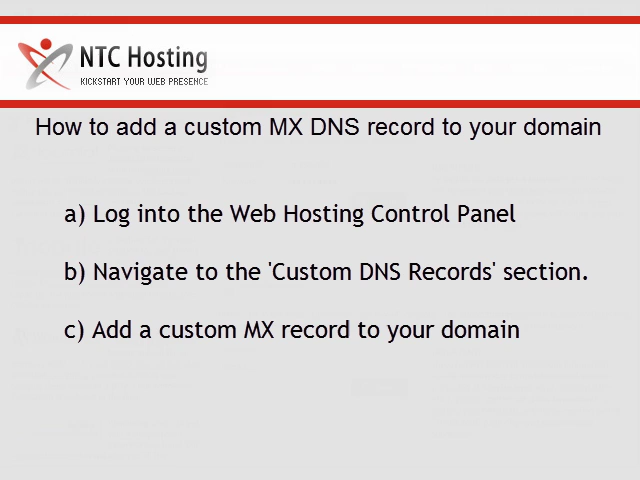 NTC Hosting
KICKSTART YOUR WEB PRESENCE
How to add a custom MX DNS record to your domain
a) Log into the Web Hosting Control Panel
b) Navigate to the 'Custom DNS Records' section.
c) Add a custom MX record to your domain